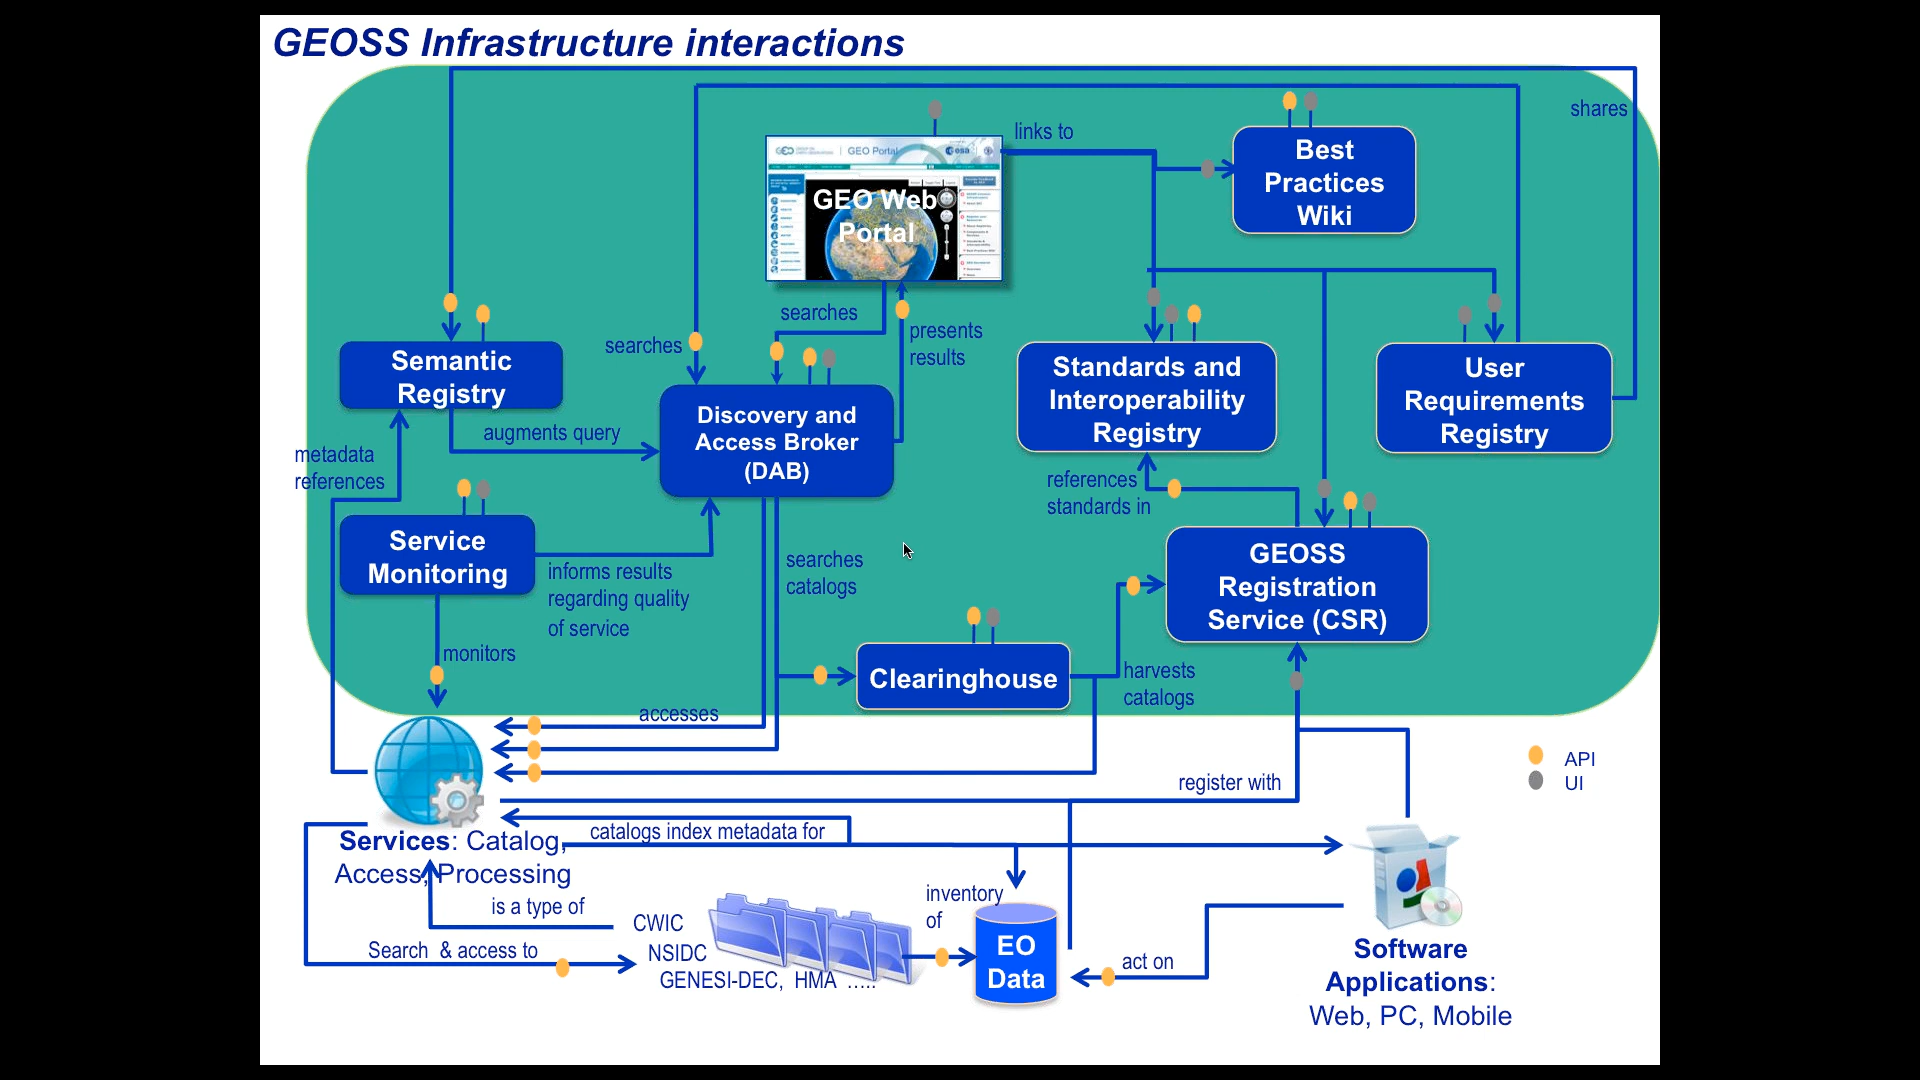 GEOSS Infrastructure interactions
shares
links to
Best
Practices
Wiki
GEO Portal
esa
GEO Web
Portal
searches
presents
results
searches
Semantic
Registry
augments query
Discovery and
Access Broker
(DAB)
Standards and
Interoperability
Registry
User
Requirements
Registry
metadata
references
references
standards in
Service
Monitoring
informs results
regarding quality
of service
searches
catalogs
GEOSS
Registration
Service (CSR)
monitors
Clearinghouse
harvests
catalogs
accesses
API
UI
register with
catalogs index metadata for
Services: Catalog,
Access, Processing
is a type of
CWIC
NSIDC
GENESI-DEC, HMA .....
Search & access to
inventory
of
EO
Data
act on
Software
Applications:
Web, PC, Mobile